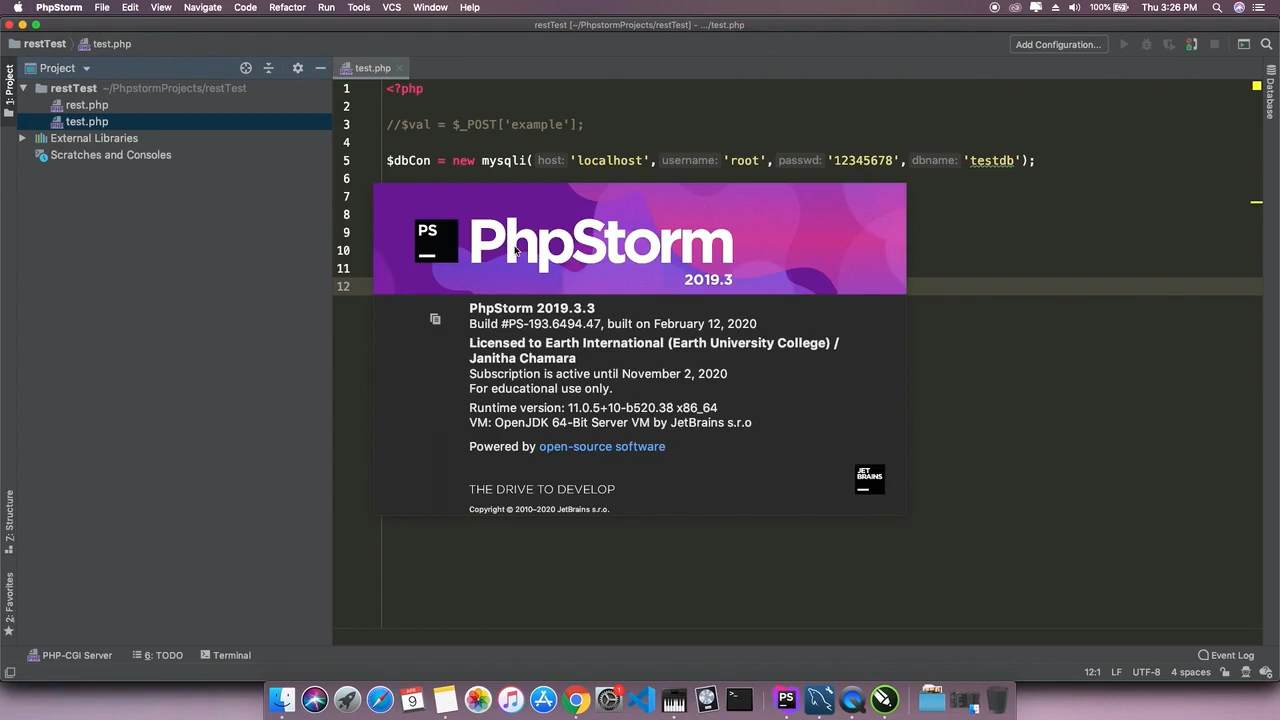 PhpStorm File Edit View Navigate Code Refactor Run Tools VCS Window Help 100% Thu 3:26 PM
restTest [~/PhpstormProjects/restTest] - .../test.php
restTest test.php Add Configuration...
1: Project
Project
test.php
restTest ~/PhpstormProjects/restTest
rest.php
test.php
External Libraries
Scratches and Consoles
1 <?php
2
3 //$val = $_POST['example'];
4
5 $dbCon = new mysqli( host: 'localhost', username: 'root', passwd: '12345678', dbname: 'testdb');
6
7
8
9
10
11
12
PS
PhpStorm
2019.3
PhpStorm 2019.3.3
Build #PS-193.6494.47, built on February 12, 2020
Licensed to Earth International (Earth University College) /
Janitha Chamara
Subscription is active until November 2, 2020
For educational use only.
Runtime version: 11.0.5+10-b520.38 x86_64
VM: OpenJDK 64-Bit Server VM by JetBrains s.r.o
Powered by open-source software
JET
BRAINS
THE DRIVE TO DEVELOP
Copyright © 2010–2020 JetBrains s.r.o.
Database
Z: Structure
2: Favorites
PHP-CGI Server 6: TODO Terminal Event Log
12:1 LF UTF-8 4 spaces
APR
9
1
PS